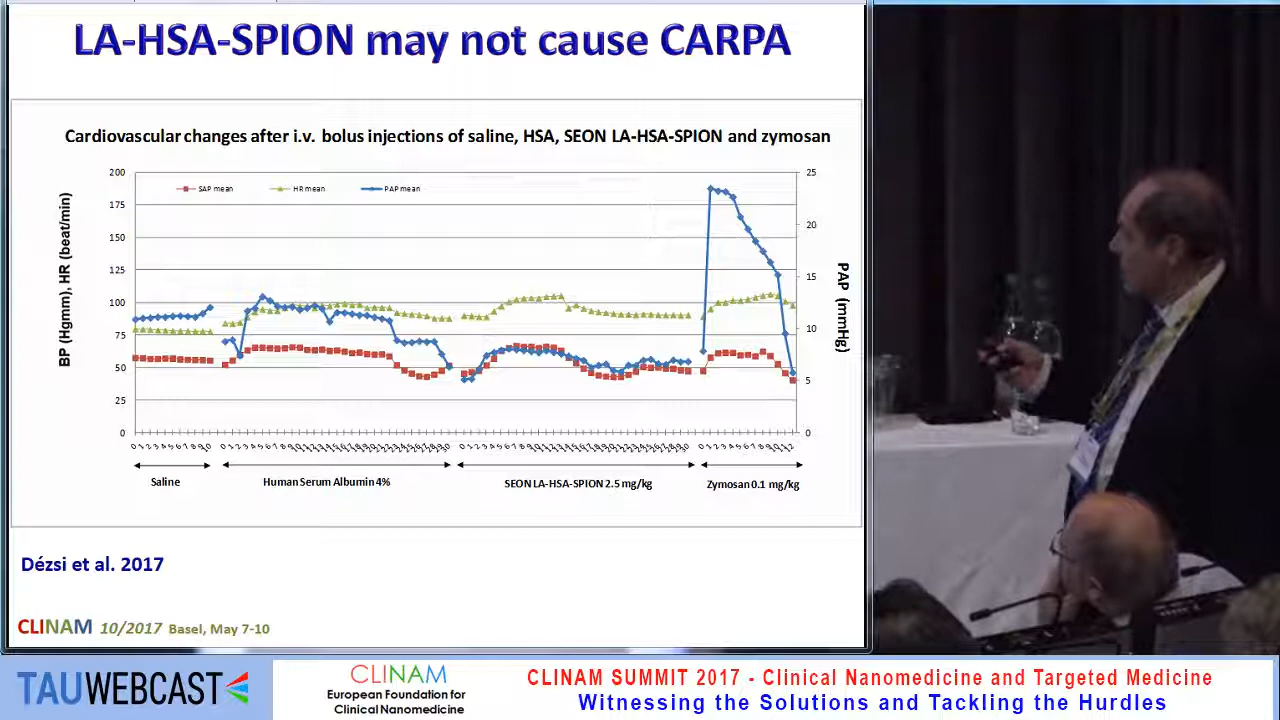 LA-HSA-SPION may not cause CARPA
Cardiovascular changes after i.v. bolus injections of saline, HSA, SEON LA-HSA-SPION and zymosan
SAP mean
HR mean
PAP mean
BP (Hgmm), HR (beat/min)
200
175
150
125
100
75
50
25
0
25
20
15
10
5
0
PAP (mmHg)
Saline
Human Serum Albumin 4%
SEON LA-HSA-SPION 2.5 mg/kg
Zymosan 0.1 mg/kg
Dézsi et al. 2017
CLINAM 10/2017 Basel, May 7-10
TAUWEBCAST
CLINAM
European Foundation for
Clinical Nanomedicine
CLINAM SUMMIT 2017 - Clinical Nanomedicine and Targeted Medicine
Witnessing the Solutions and Tackling the Hurdles